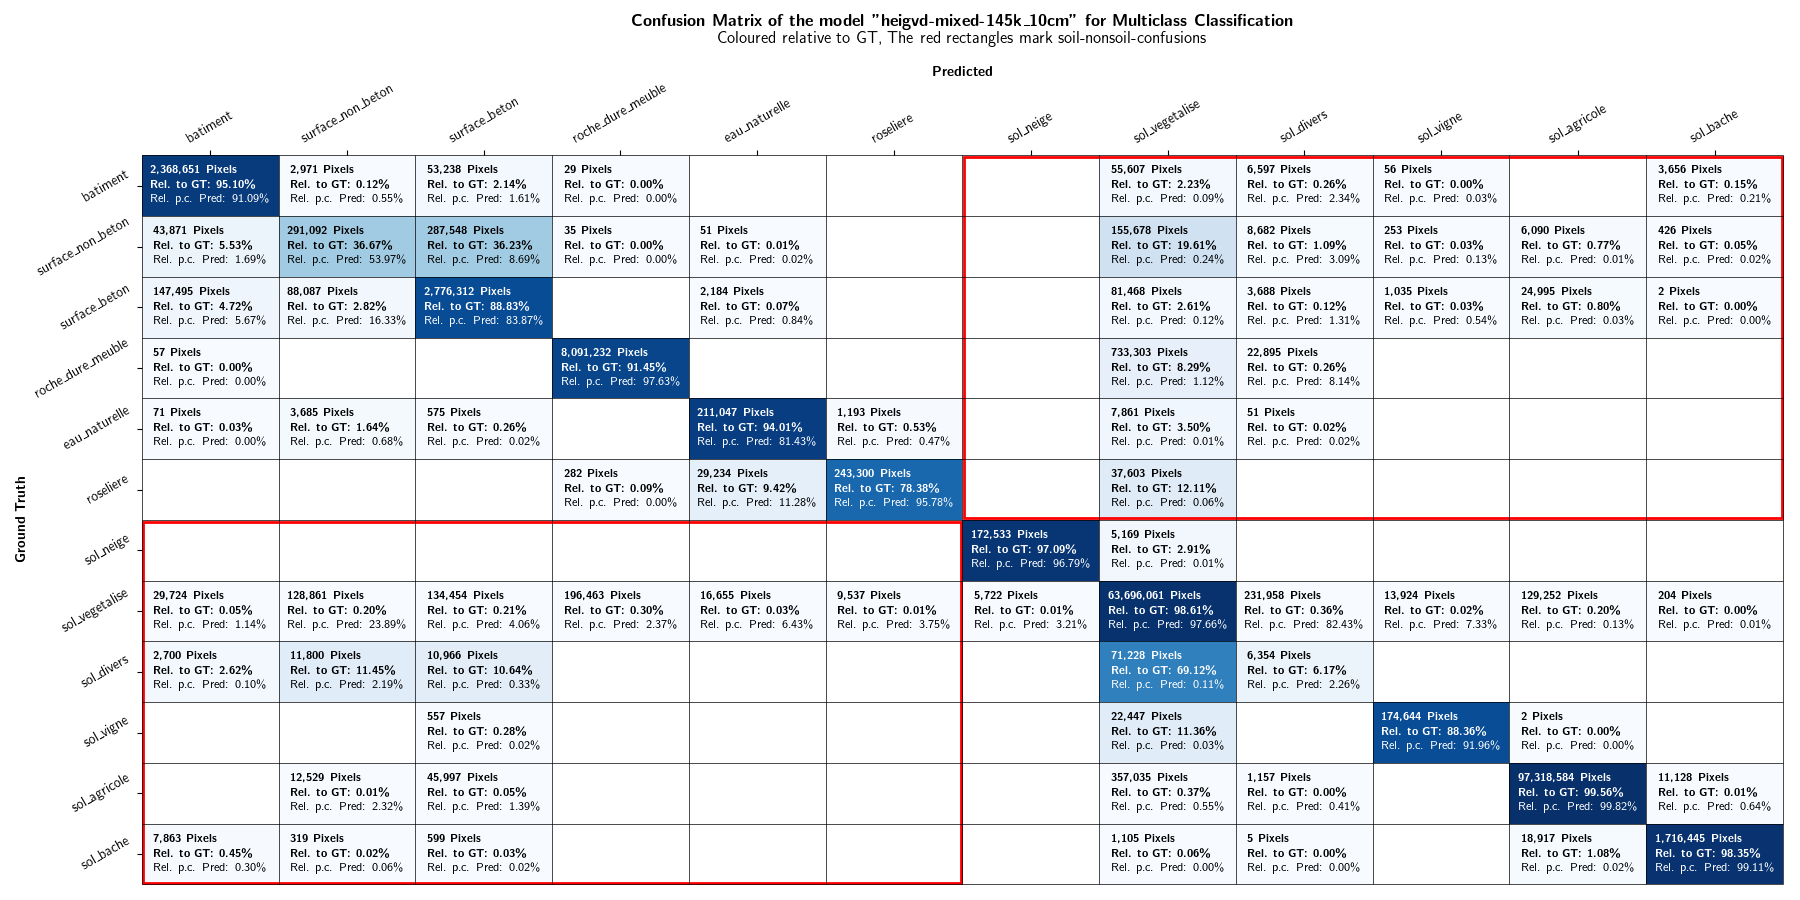 Confusion Matrix of the model "heigvd-mixed-145k_10cm" for Multiclass Classification
Coloured relative to GT, The red rectangles mark soil-nonsoil-confusions
Predicted
batiment surface_non_beton surface_beton roche_dure_meuble eau_naturelle roseliere sol_neige sol_vegetalise sol_divers sol_vigne sol_agricole sol_bache
Ground Truth
batiment
2,368,651 Pixels 2,971 Pixels 53,238 Pixels 29 Pixels 55,607 Pixels 6,597 Pixels 56 Pixels 3,656 Pixels
Rel. to GT: 95.10% Rel. to GT: 0.12% Rel. to GT: 2.14% Rel. to GT: 0.00% Rel. to GT: 2.23% Rel. to GT: 0.26% Rel. to GT: 0.00% Rel. to GT: 0.15%
Rel. p.c. Pred: 91.09% Rel. p.c. Pred: 0.55% Rel. p.c. Pred: 1.61% Rel. p.c. Pred: 0.00% Rel. p.c. Pred: 0.09% Rel. p.c. Pred: 2.34% Rel. p.c. Pred: 0.03% Rel. p.c. Pred: 0.21%
surface_non_beton
43,871 Pixels 291,092 Pixels 287,548 Pixels 35 Pixels 51 Pixels 155,678 Pixels 8,682 Pixels 253 Pixels 6,090 Pixels 426 Pixels
Rel. to GT: 5.53% Rel. to GT: 36.67% Rel. to GT: 36.23% Rel. to GT: 0.00% Rel. to GT: 0.01% Rel. to GT: 19.61% Rel. to GT: 1.09% Rel. to GT: 0.03% Rel. to GT: 0.77% Rel. to GT: 0.05%
Rel. p.c. Pred: 1.69% Rel. p.c. Pred: 53.97% Rel. p.c. Pred: 8.69% Rel. p.c. Pred: 0.00% Rel. p.c. Pred: 0.02% Rel. p.c. Pred: 0.24% Rel. p.c. Pred: 3.09% Rel. p.c. Pred: 0.13% Rel. p.c. Pred: 0.01% Rel. p.c. Pred: 0.02%
surface_beton
147,495 Pixels 88,087 Pixels 2,776,312 Pixels 2,184 Pixels 81,468 Pixels 3,688 Pixels 1,035 Pixels 24,995 Pixels 2 Pixels
Rel. to GT: 4.72% Rel. to GT: 2.82% Rel. to GT: 88.83% Rel. to GT: 0.07% Rel. to GT: 2.61% Rel. to GT: 0.12% Rel. to GT: 0.03% Rel. to GT: 0.80% Rel. to GT: 0.00%
Rel. p.c. Pred: 5.67% Rel. p.c. Pred: 16.33% Rel. p.c. Pred: 83.87% Rel. p.c. Pred: 0.84% Rel. p.c. Pred: 0.12% Rel. p.c. Pred: 1.31% Rel. p.c. Pred: 0.54% Rel. p.c. Pred: 0.03% Rel. p.c. Pred: 0.00%
roche_dure_meuble
57 Pixels 8,091,232 Pixels 733,303 Pixels 22,895 Pixels
Rel. to GT: 0.00% Rel. to GT: 91.45% Rel. to GT: 8.29% Rel. to GT: 0.26%
Rel. p.c. Pred: 0.00% Rel. p.c. Pred: 97.63% Rel. p.c. Pred: 1.12% Rel. p.c. Pred: 8.14%
eau_naturelle
71 Pixels 3,685 Pixels 575 Pixels 211,047 Pixels 1,193 Pixels 7,861 Pixels 51 Pixels
Rel. to GT: 0.03% Rel. to GT: 1.64% Rel. to GT: 0.26% Rel. to GT: 94.01% Rel. to GT: 0.53% Rel. to GT: 3.50% Rel. to GT: 0.02%
Rel. p.c. Pred: 0.00% Rel. p.c. Pred: 0.68% Rel. p.c. Pred: 0.02% Rel. p.c. Pred: 81.43% Rel. p.c. Pred: 0.47% Rel. p.c. Pred: 0.01% Rel. p.c. Pred: 0.02%
roseliere
282 Pixels 29,234 Pixels 243,300 Pixels 37,603 Pixels
Rel. to GT: 0.09% Rel. to GT: 9.42% Rel. to GT: 78.38% Rel. to GT: 12.11%
Rel. p.c. Pred: 0.00% Rel. p.c. Pred: 11.28% Rel. p.c. Pred: 95.78% Rel. p.c. Pred: 0.06%
sol_neige
172,533 Pixels 5,169 Pixels
Rel. to GT: 97.09% Rel. to GT: 2.91%
Rel. p.c. Pred: 96.79% Rel. p.c. Pred: 0.01%
sol_vegetalise
29,724 Pixels 128,861 Pixels 134,454 Pixels 196,463 Pixels 16,655 Pixels 9,537 Pixels 5,722 Pixels 63,696,061 Pixels 231,958 Pixels 13,924 Pixels 129,252 Pixels 204 Pixels
Rel. to GT: 0.05% Rel. to GT: 0.20% Rel. to GT: 0.21% Rel. to GT: 0.30% Rel. to GT: 0.03% Rel. to GT: 0.01% Rel. to GT: 0.01% Rel. to GT: 98.61% Rel. to GT: 0.36% Rel. to GT: 0.02% Rel. to GT: 0.20% Rel. to GT: 0.00%
Rel. p.c. Pred: 1.14% Rel. p.c. Pred: 23.89% Rel. p.c. Pred: 4.06% Rel. p.c. Pred: 2.37% Rel. p.c. Pred: 6.43% Rel. p.c. Pred: 3.75% Rel. p.c. Pred: 3.21% Rel. p.c. Pred: 97.66% Rel. p.c. Pred: 82.43% Rel. p.c. Pred: 7.33% Rel. p.c. Pred: 0.13% Rel. p.c. Pred: 0.01%
sol_divers
2,700 Pixels 11,800 Pixels 10,966 Pixels 71,228 Pixels 6,354 Pixels
Rel. to GT: 2.62% Rel. to GT: 11.45% Rel. to GT: 10.64% Rel. to GT: 69.12% Rel. to GT: 6.17%
Rel. p.c. Pred: 0.10% Rel. p.c. Pred: 2.19% Rel. p.c. Pred: 0.33% Rel. p.c. Pred: 0.11% Rel. p.c. Pred: 2.26%
sol_vigne
557 Pixels 22,447 Pixels 174,644 Pixels 2 Pixels
Rel. to GT: 0.28% Rel. to GT: 11.36% Rel. to GT: 88.36% Rel. to GT: 0.00%
Rel. p.c. Pred: 0.02% Rel. p.c. Pred: 0.03% Rel. p.c. Pred: 91.96% Rel. p.c. Pred: 0.00%
sol_agricole
12,529 Pixels 45,997 Pixels 357,035 Pixels 1,157 Pixels 97,318,584 Pixels 11,128 Pixels
Rel. to GT: 0.01% Rel. to GT: 0.05% Rel. to GT: 0.37% Rel. to GT: 0.00% Rel. to GT: 99.56% Rel. to GT: 0.01%
Rel. p.c. Pred: 2.32% Rel. p.c. Pred: 1.39% Rel. p.c. Pred: 0.55% Rel. p.c. Pred: 0.41% Rel. p.c. Pred: 99.82% Rel. p.c. Pred: 0.64%
sol_bache
7,863 Pixels 319 Pixels 599 Pixels 1,105 Pixels 5 Pixels 18,917 Pixels 1,716,445 Pixels
Rel. to GT: 0.45% Rel. to GT: 0.02% Rel. to GT: 0.03% Rel. to GT: 0.06% Rel. to GT: 0.00% Rel. to GT: 1.08% Rel. to GT: 98.35%
Rel. p.c. Pred: 0.30% Rel. p.c. Pred: 0.06% Rel. p.c. Pred: 0.02% Rel. p.c. Pred: 0.00% Rel. p.c. Pred: 0.00% Rel. p.c. Pred: 0.02% Rel. p.c. Pred: 99.11%